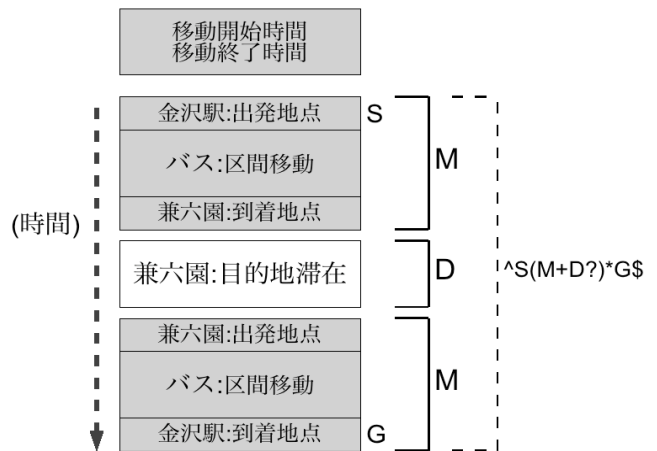 移動開始時間
移動終了時間
金沢駅:出発地点
S
バス:区間移動
M
兼六園:到着地点
(時間)
兼六園:目的地滞在
D
^S(M+D?)*G$
兼六園:出発地点
バス:区間移動
M
金沢駅:到着地点
G